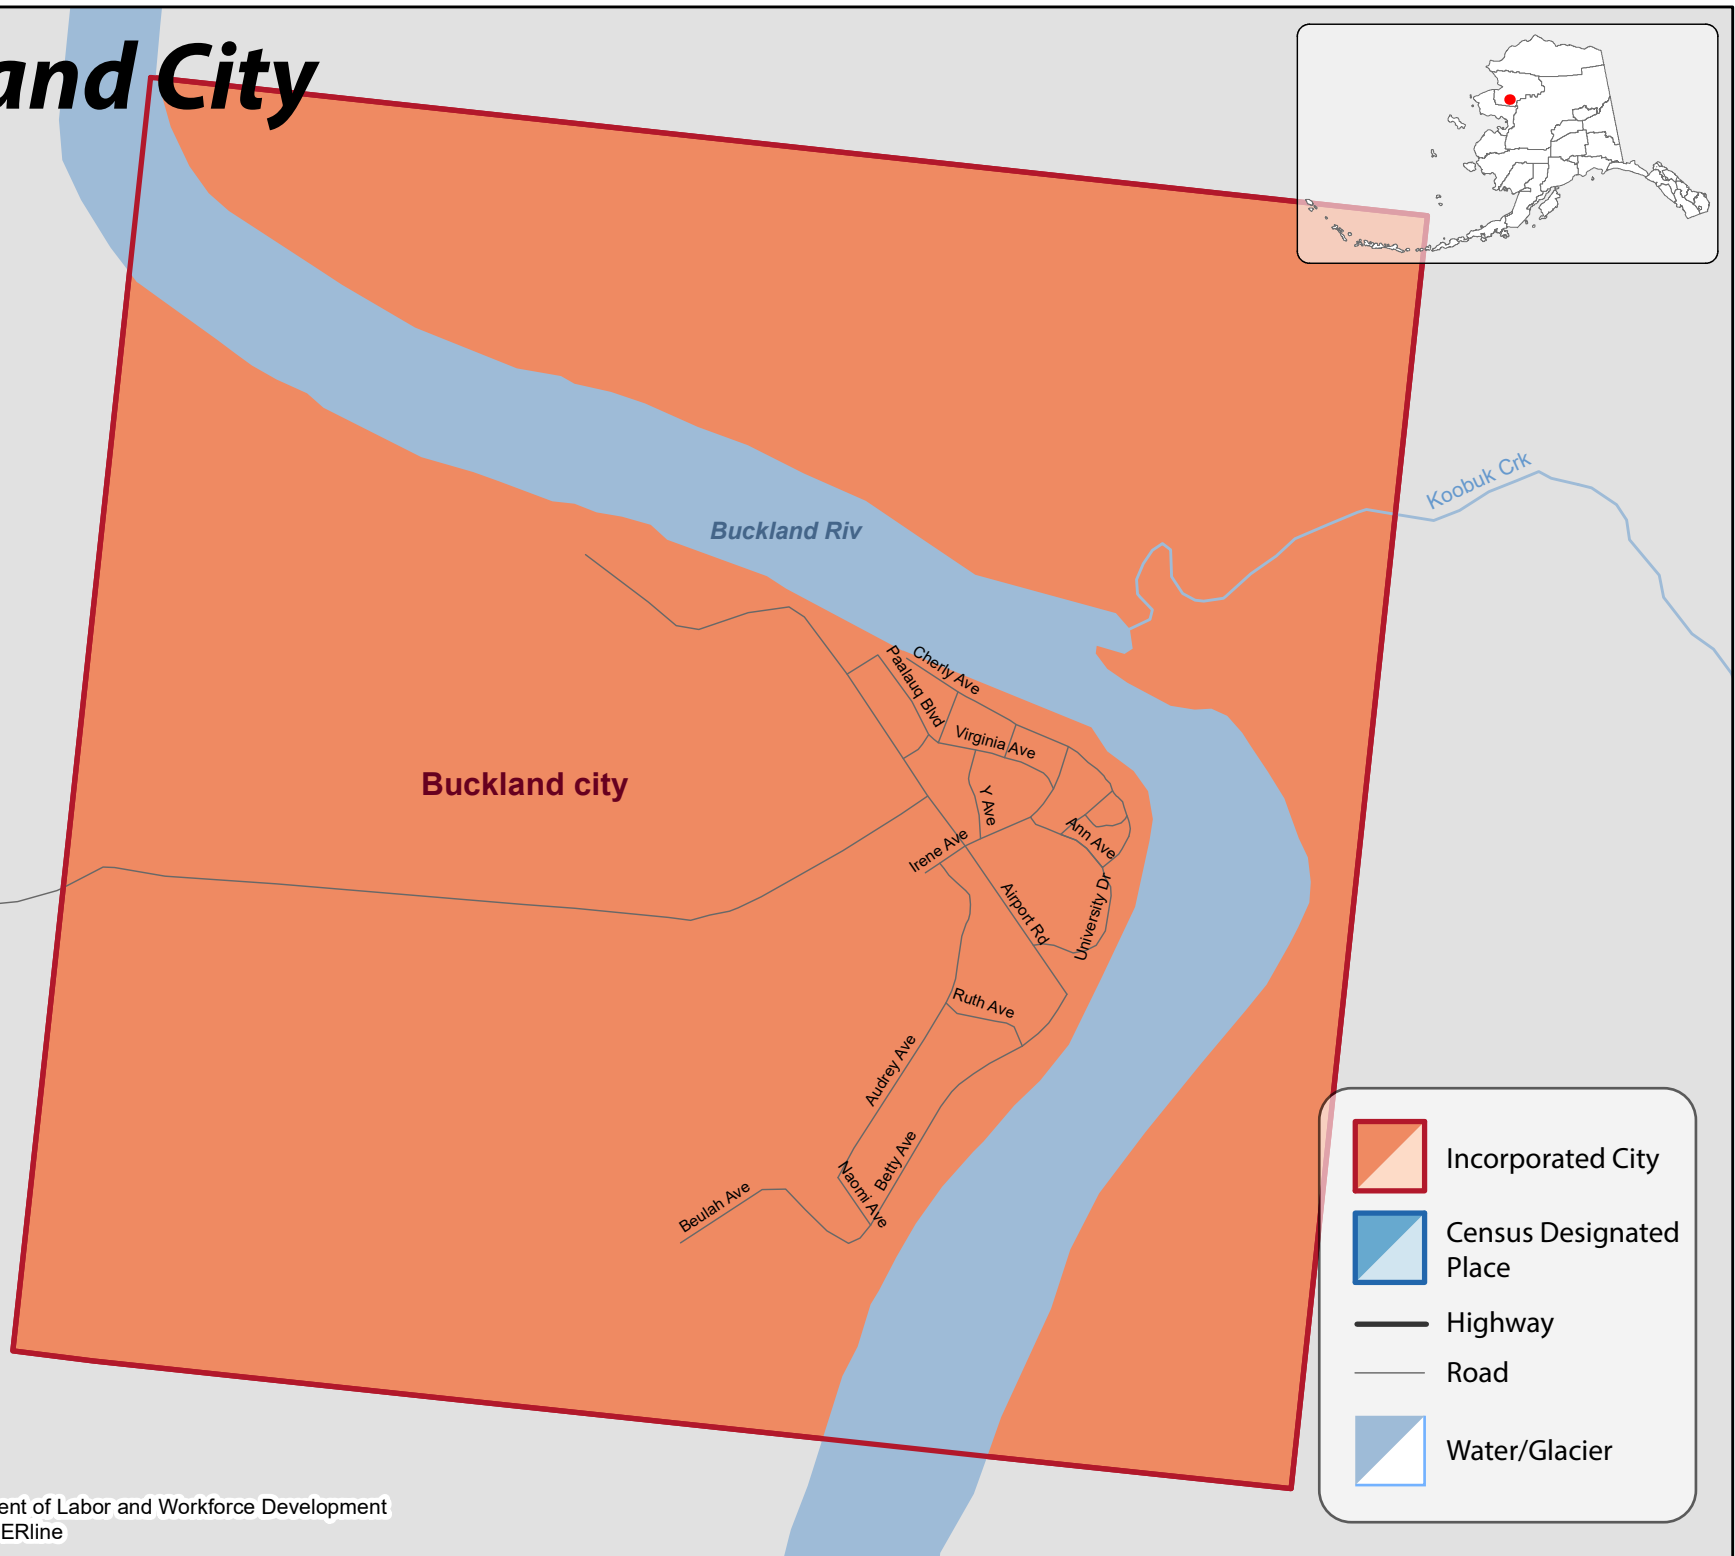 and City
Koobuk Crk
Buckland Riv
Cherly Ave
Paalauq Blvd
Virginia Ave
Buckland city
Y Ave
Ann Ave
Irene Ave
Airport Rd
University Dr
Ruth Ave
Audrey Ave
Betty Ave
Naomi Ave
Beulah Ave
Incorporated City
Census Designated
Place
Highway
Road
Water/Glacier
ent of Labor and Workforce Development
ERline